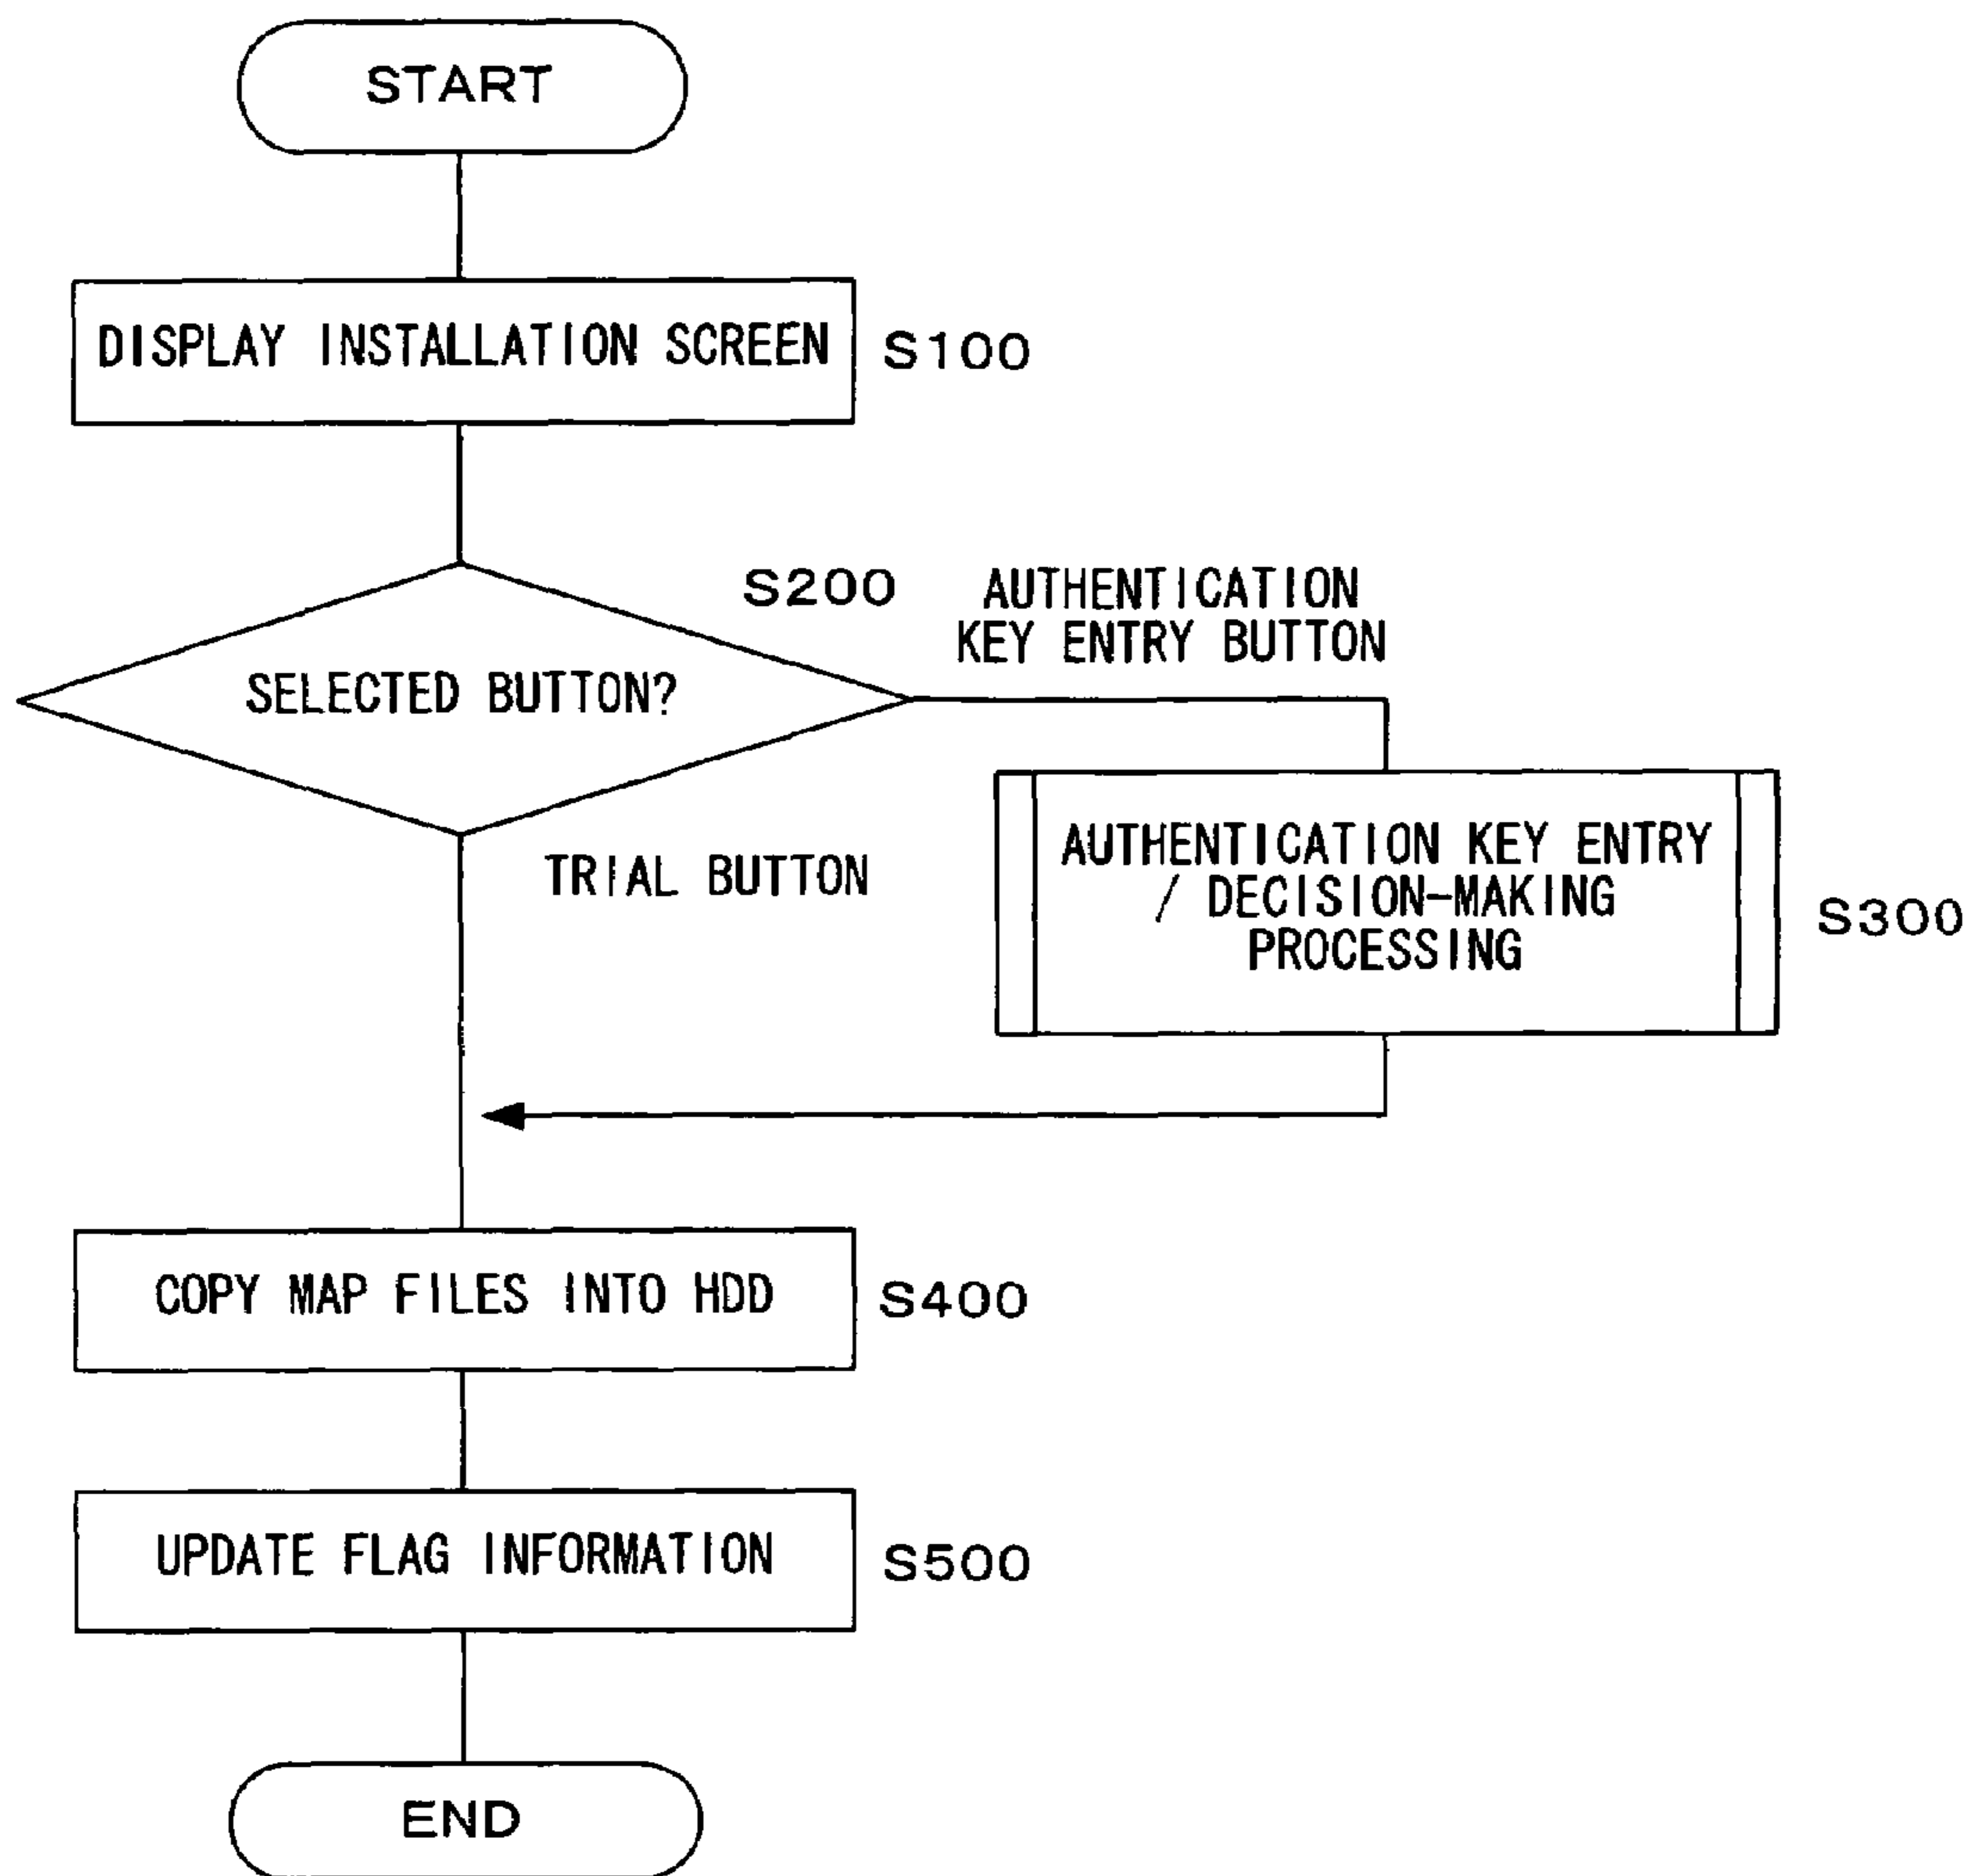 START
DISPLAY INSTALLATION SCREEN
S100
S200
AUTHENTICATION
KEY ENTRY BUTTON
SELECTED BUTTON?
TRIAL BUTTON
AUTHENTICATION KEY ENTRY
/ DECISION-MAKING
PROCESSING
S300
COPY MAP FILES INTO HDD
S400
UPDATE FLAG INFORMATION
S500
END